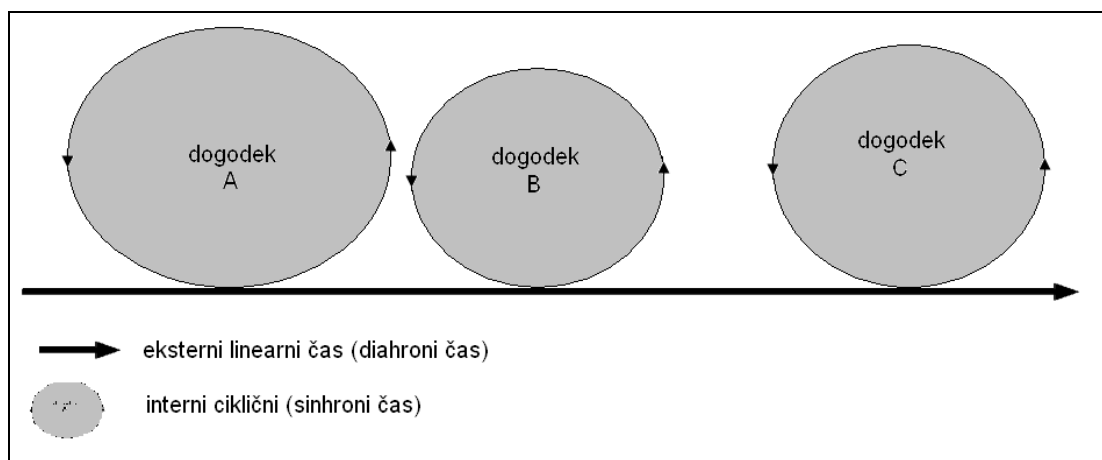 dogodek
A
dogodek
B
dogodek
C
eksterni linearni čas (diahroni čas)
interni ciklični (sinhroni čas)